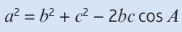 a² = b² + c² − 2bc cos A